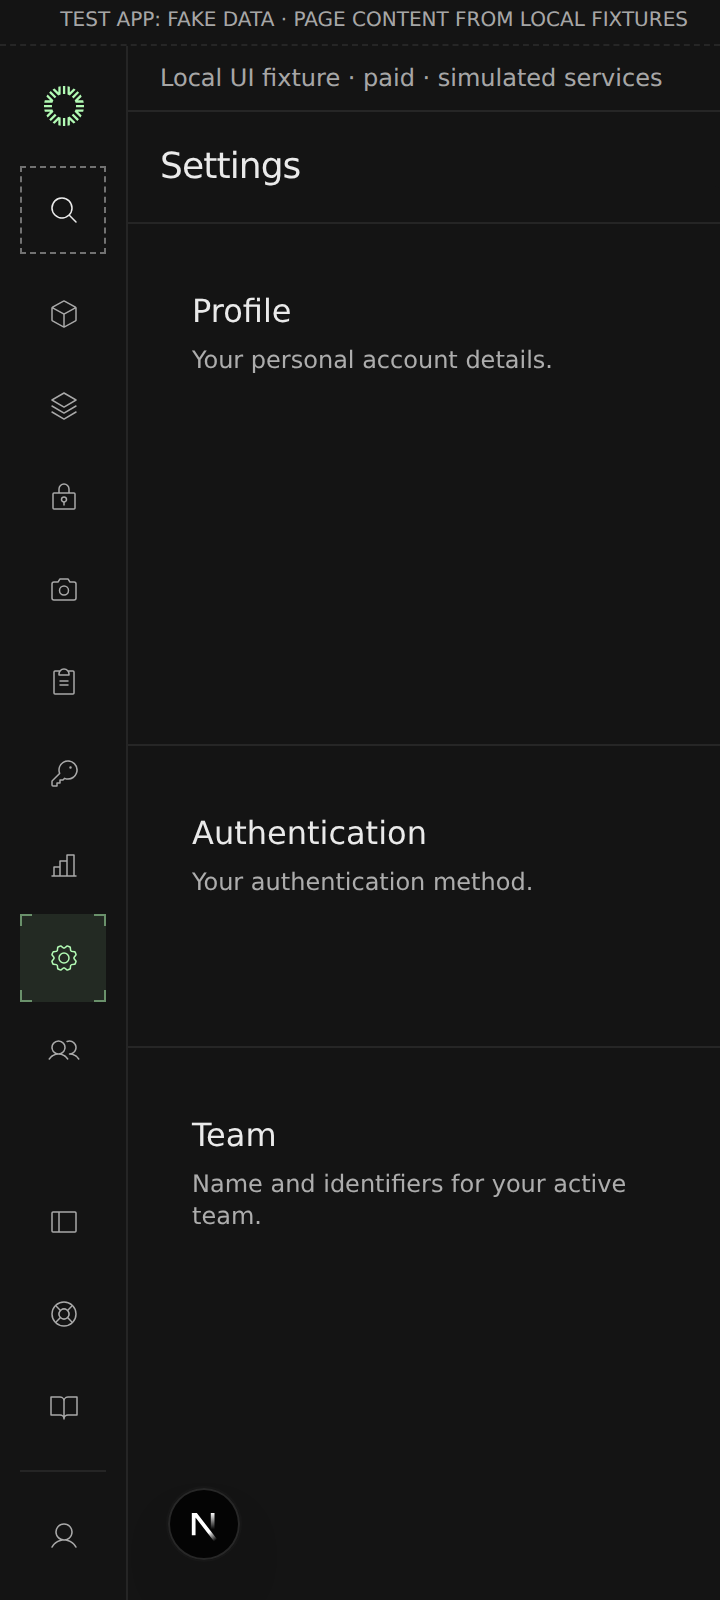 TEST APP: FAKE DATA · PAGE CONTENT FROM LOCAL FIXTURES
Local UI fixture · paid · simulated services
Settings
Profile
Your personal account details.
Authentication
Your authentication method.
Team
Name and identifiers for your active
team.
N